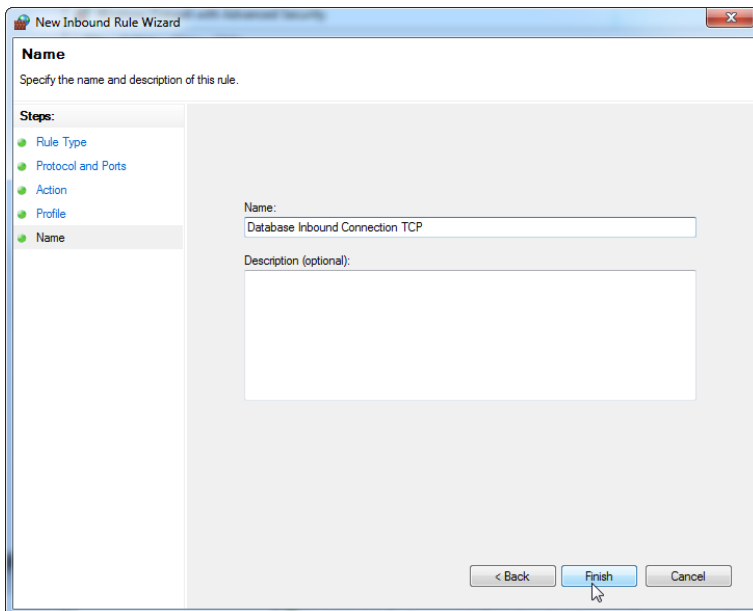 New Inbound Rule Wizard
Name
Specify the name and description of this rule.
Steps:
Rule Type
Protocol and Ports
Action
Profile
Name
Name:
Database Inbound Connection TCP
Description (optional):
< Back
Finish
Cancel